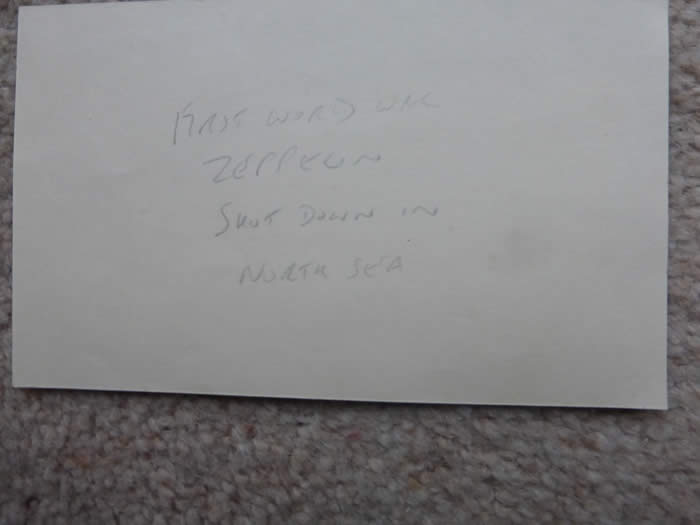 FIRST WORLD WAR
ZEPPELIN
SHOT DOWN IN
NORTH SEA